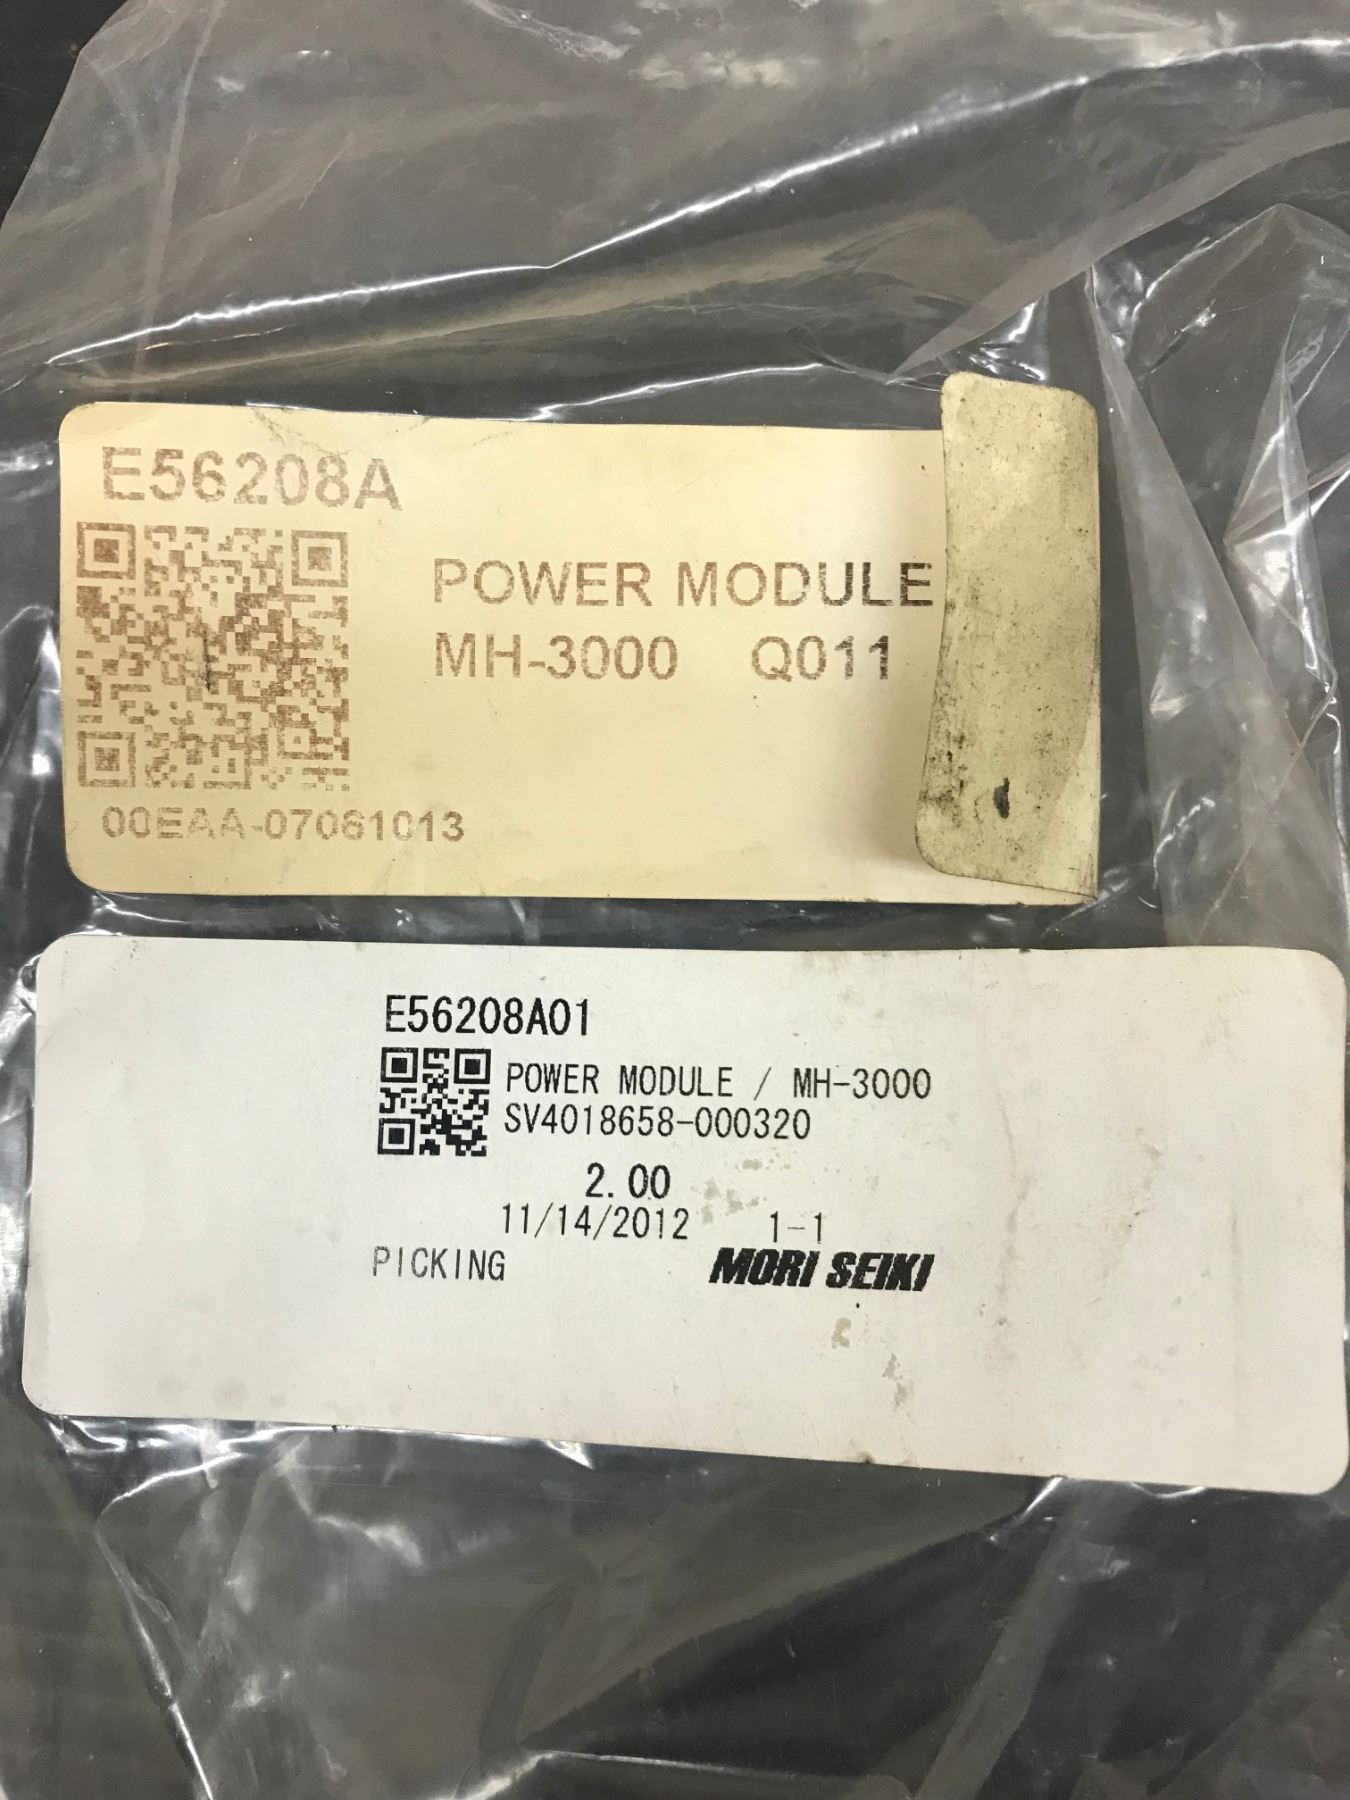 E56208A
POWER MODULE
MH-3000 Q011
00EAA-07081013
E56208A01
POWER MODULE / MH-3000
SV4018658-000320
2.00
11/14/2012 1-1
PICKING MORI SEIKI